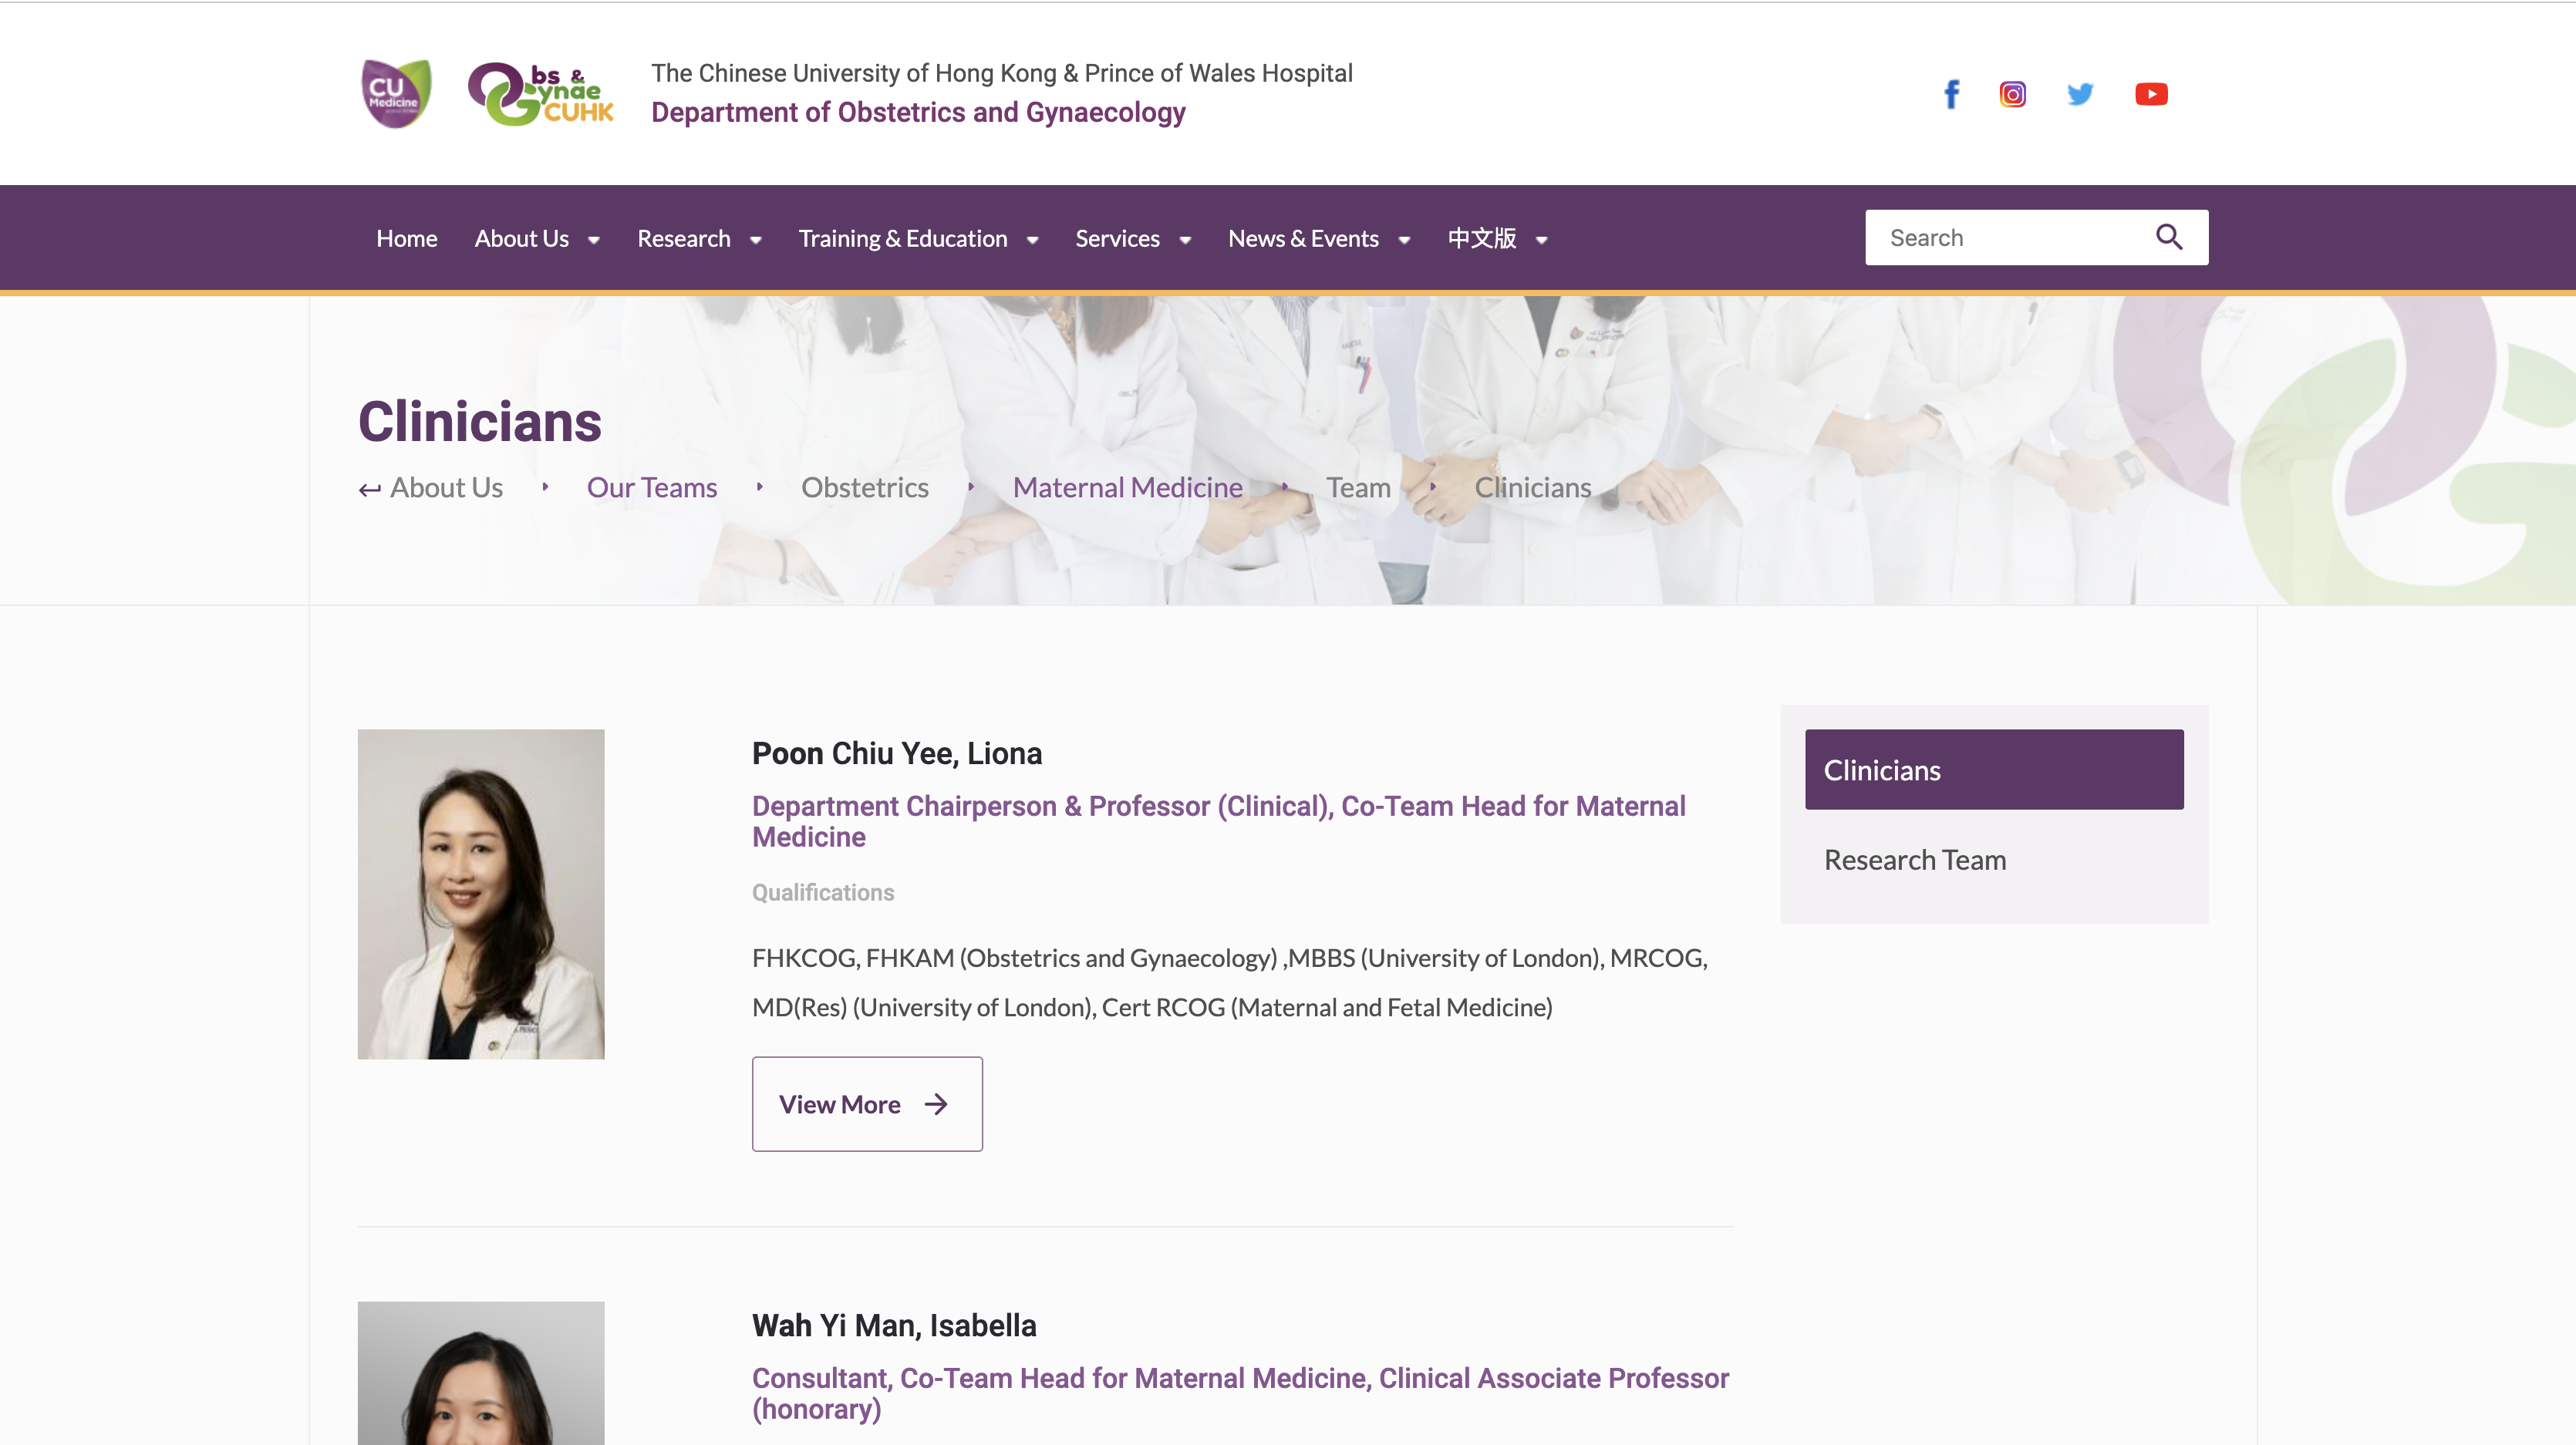 CU
Medicine
bs &
ynae
CUHK
The Chinese University of Hong Kong & Prince of Wales Hospital
Department of Obstetrics and Gynaecology
Home About Us Research Training & Education Services News & Events 中文版 Search
Clinicians
About Us Our Teams Obstetrics Maternal Medicine Team Clinicians
Poon Chiu Yee, Liona
Department Chairperson & Professor (Clinical), Co-Team Head for Maternal
Medicine
Qualifications
FHKCOG, FHKAM (Obstetrics and Gynaecology) ,MBBS (University of London), MRCOG,
MD(Res) (University of London), Cert RCOG (Maternal and Fetal Medicine)
View More
Wah Yi Man, Isabella
Consultant, Co-Team Head for Maternal Medicine, Clinical Associate Professor
(honorary)
Clinicians
Research Team